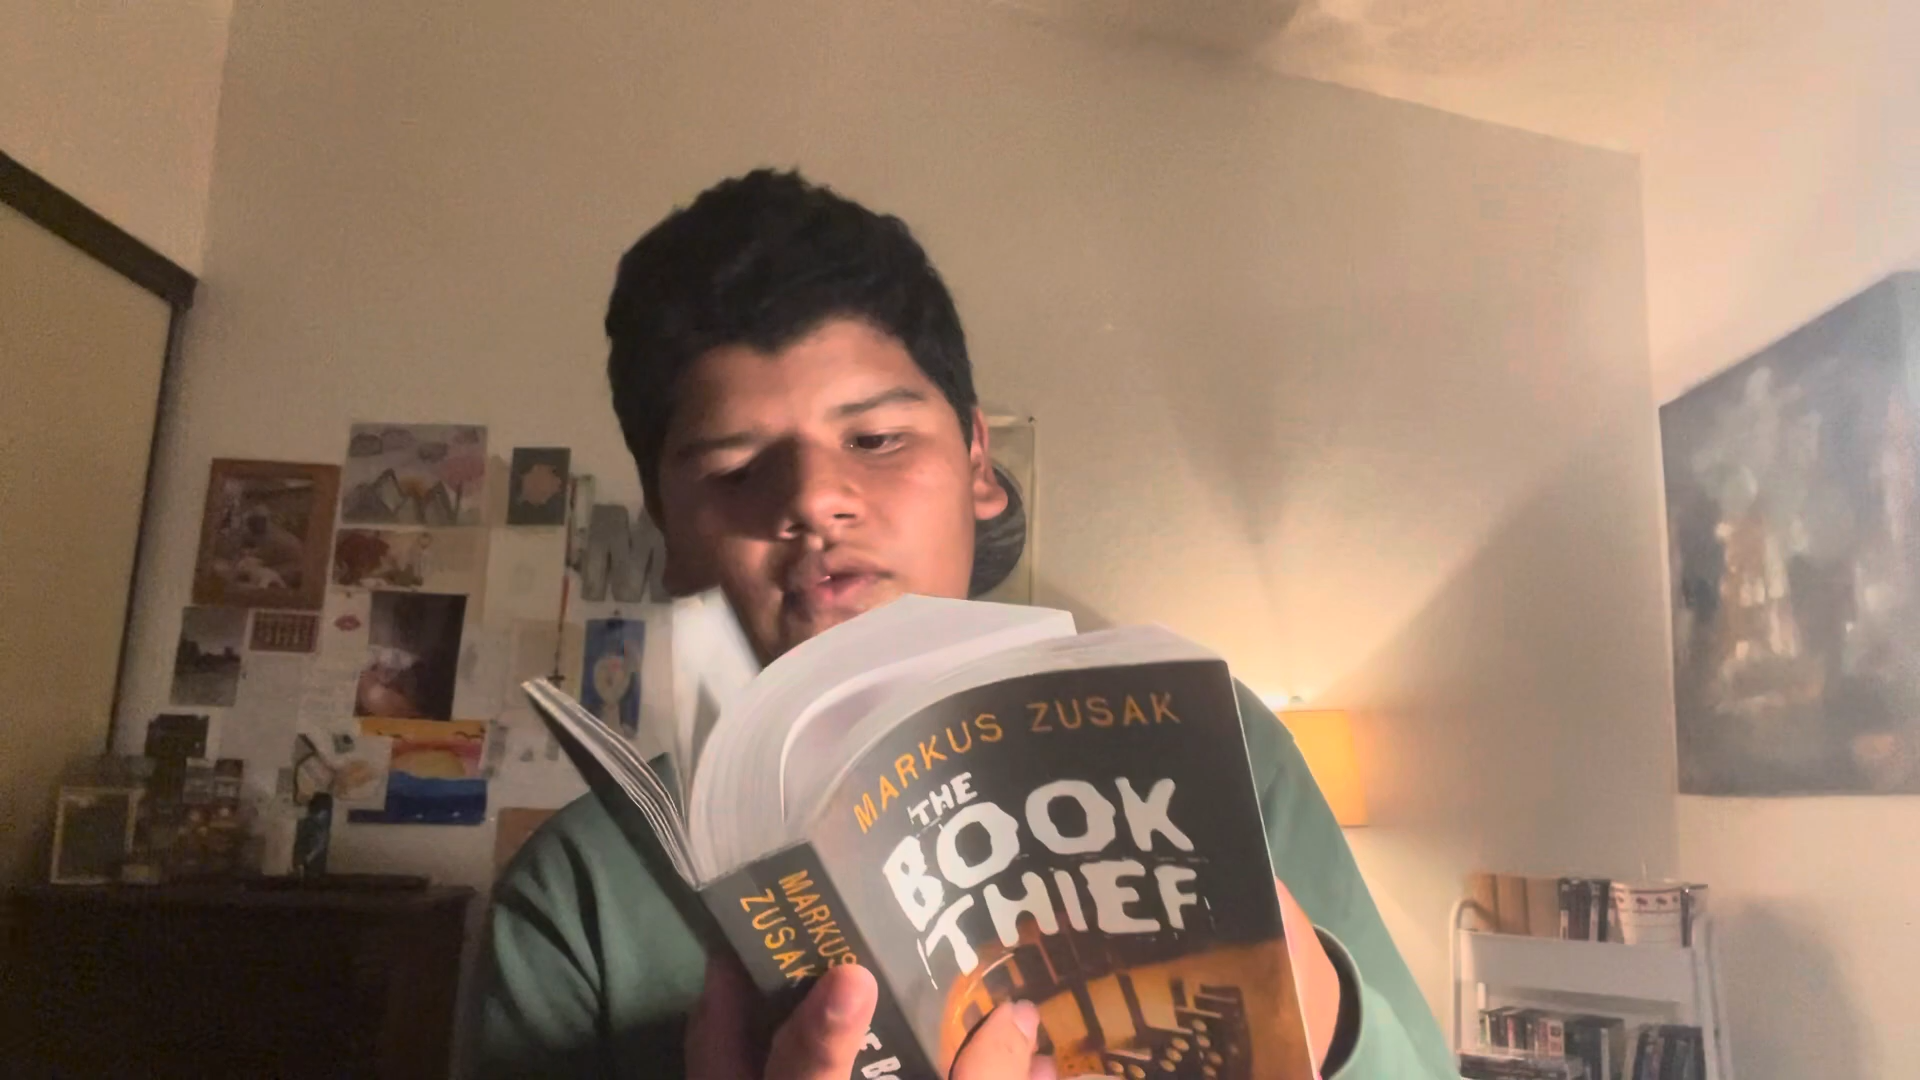 MARKUS ZUSAK
THE
BOOK
THIEF
MARKUS
ZUSAK